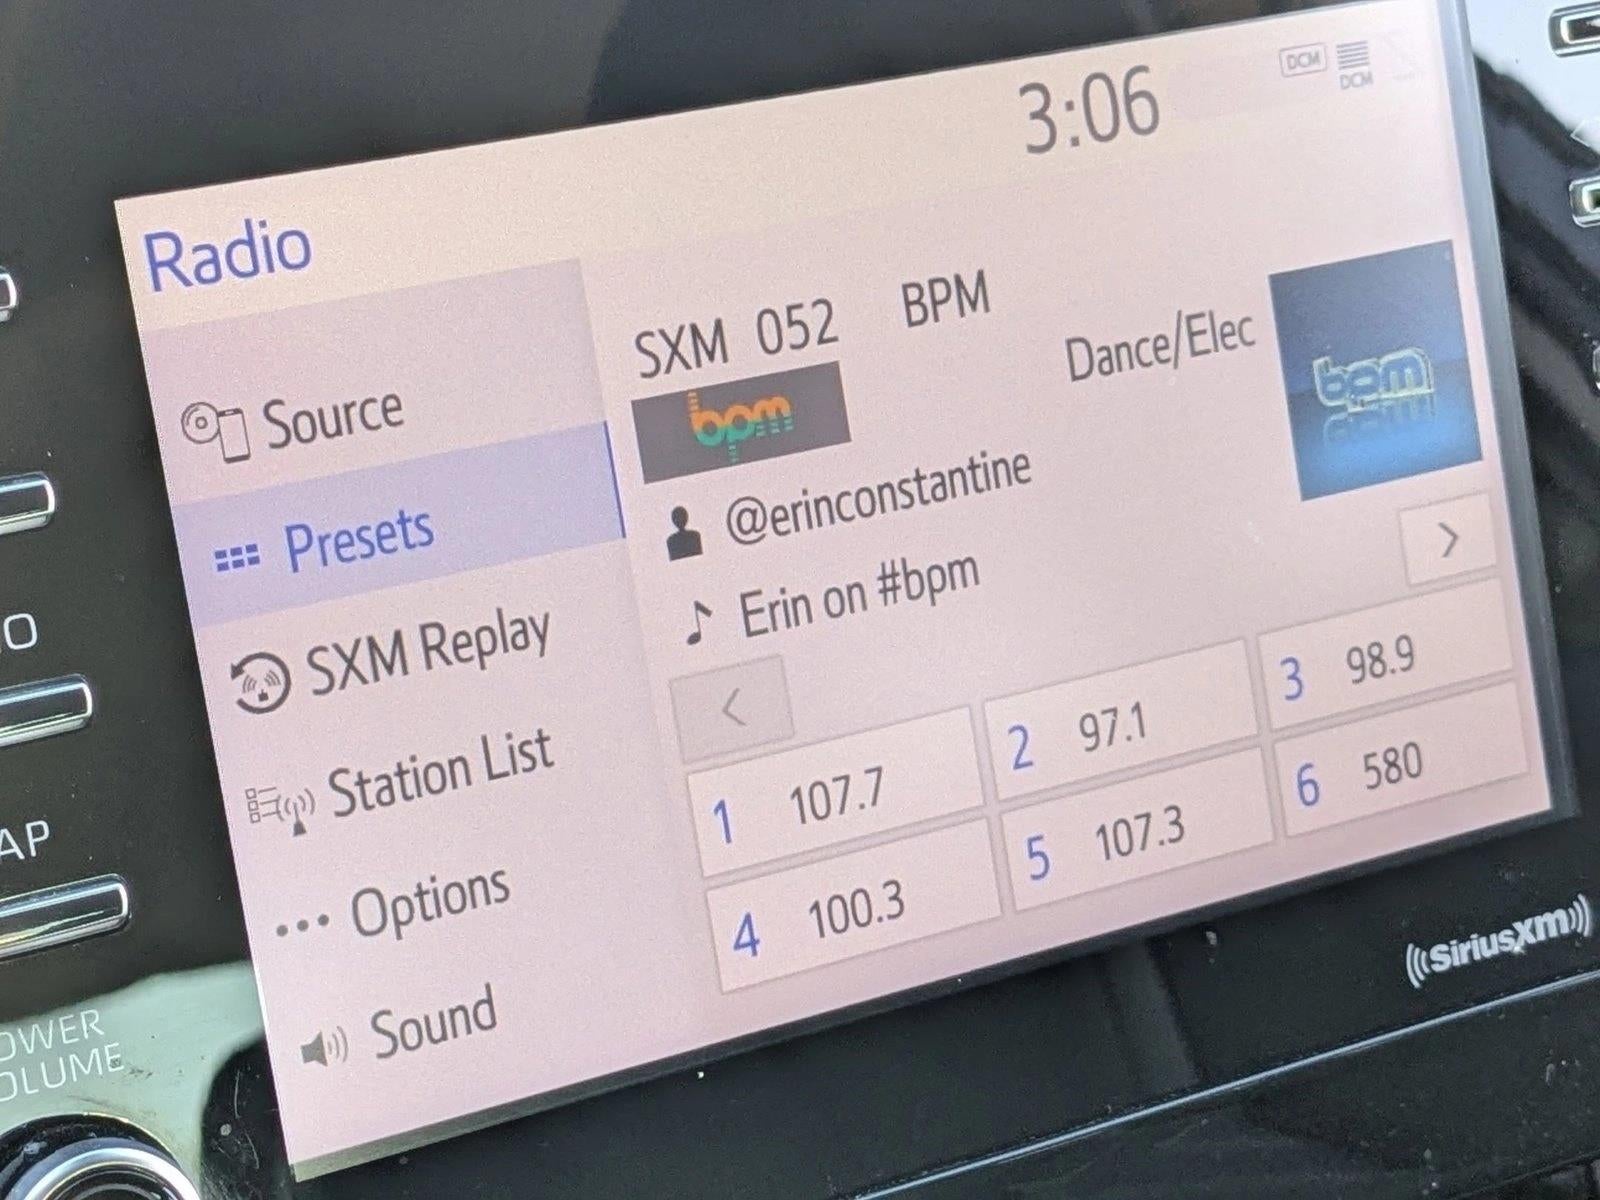 3:06
DCM
DCM
Radio
SXM 052 BPM
Dance/Elec
bpm
bpm
Source
@erinconstantine
Presets
Erin on #bpm
SXM Replay
<
>
1 107.7
2 97.1
3 98.9
Station List
4 100.3
5 107.3
6 580
Options
Sound
SiriusXM
O
AP
OWER
OLUME